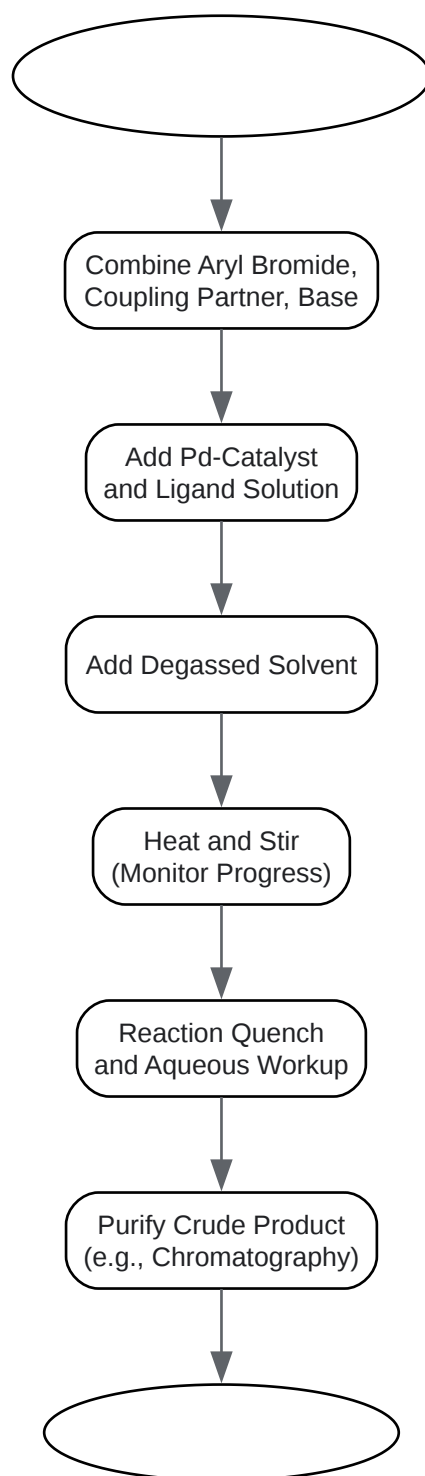 Combine Aryl Bromide,
Coupling Partner, Base
Add Pd-Catalyst
and Ligand Solution
Add Degassed Solvent
Heat and Stir
(Monitor Progress)
Reaction Quench
and Aqueous Workup
Purify Crude Product
(e.g., Chromatography)